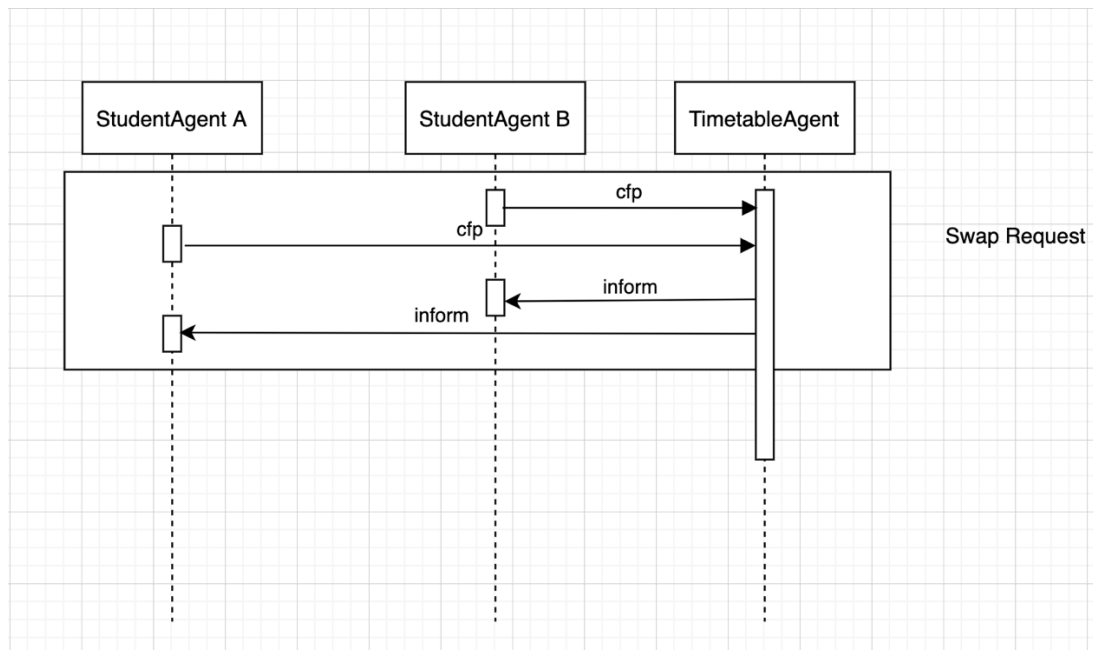 StudentAgent A
StudentAgent B
TimetableAgent
cfp
cfp
Swap Request
inform
inform